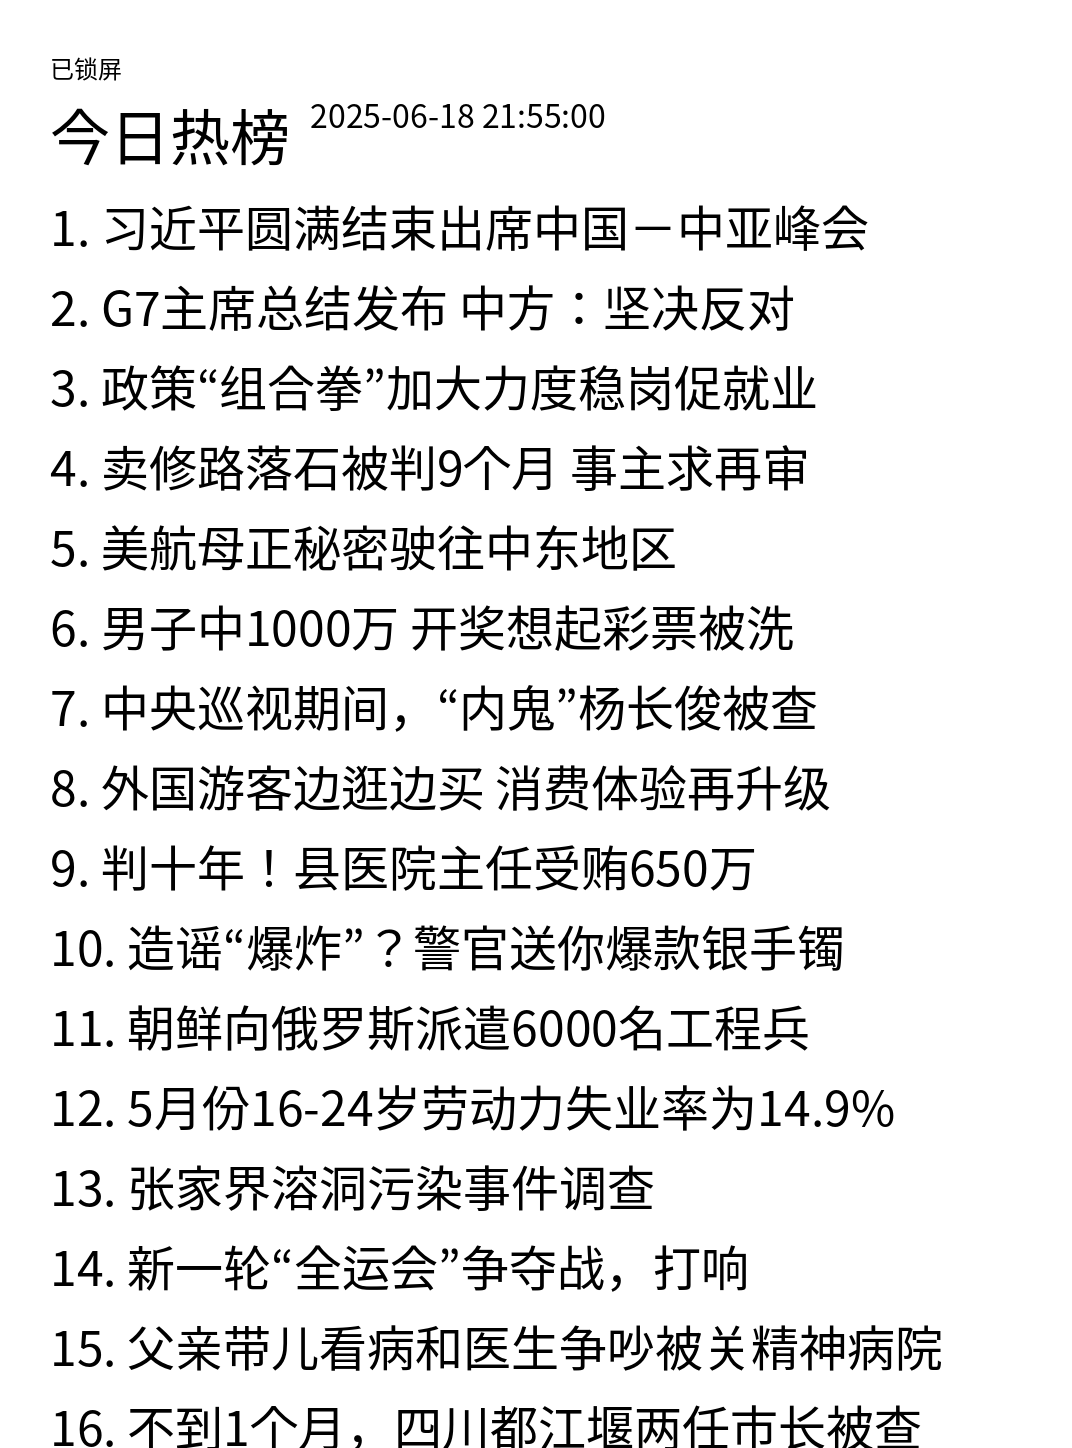 已锁屏
今日热榜 2025-06-18 21:55:00
1. 习近平圆满结束出席中国－中亚峰会
2. G7主席总结发布 中方：坚决反对
3. 政策“组合拳”加大力度稳岗促就业
4. 卖修路落石被判9个月 事主求再审
5. 美航母正秘密驶往中东地区
6. 男子中1000万 开奖想起彩票被洗
7. 中央巡视期间，“内鬼”杨长俊被查
8. 外国游客边逛边买 消费体验再升级
9. 判十年！县医院主任受贿650万
10. 造谣“爆炸”？警官送你爆款银手镯
11. 朝鲜向俄罗斯派遣6000名工程兵
12. 5月份16-24岁劳动力失业率为14.9%
13. 张家界溶洞污染事件调查
14. 新一轮“全运会”争夺战，打响
15. 父亲带儿看病和医生争吵被关精神病院
16. 不到1个月，四川都江堰两任市长被查